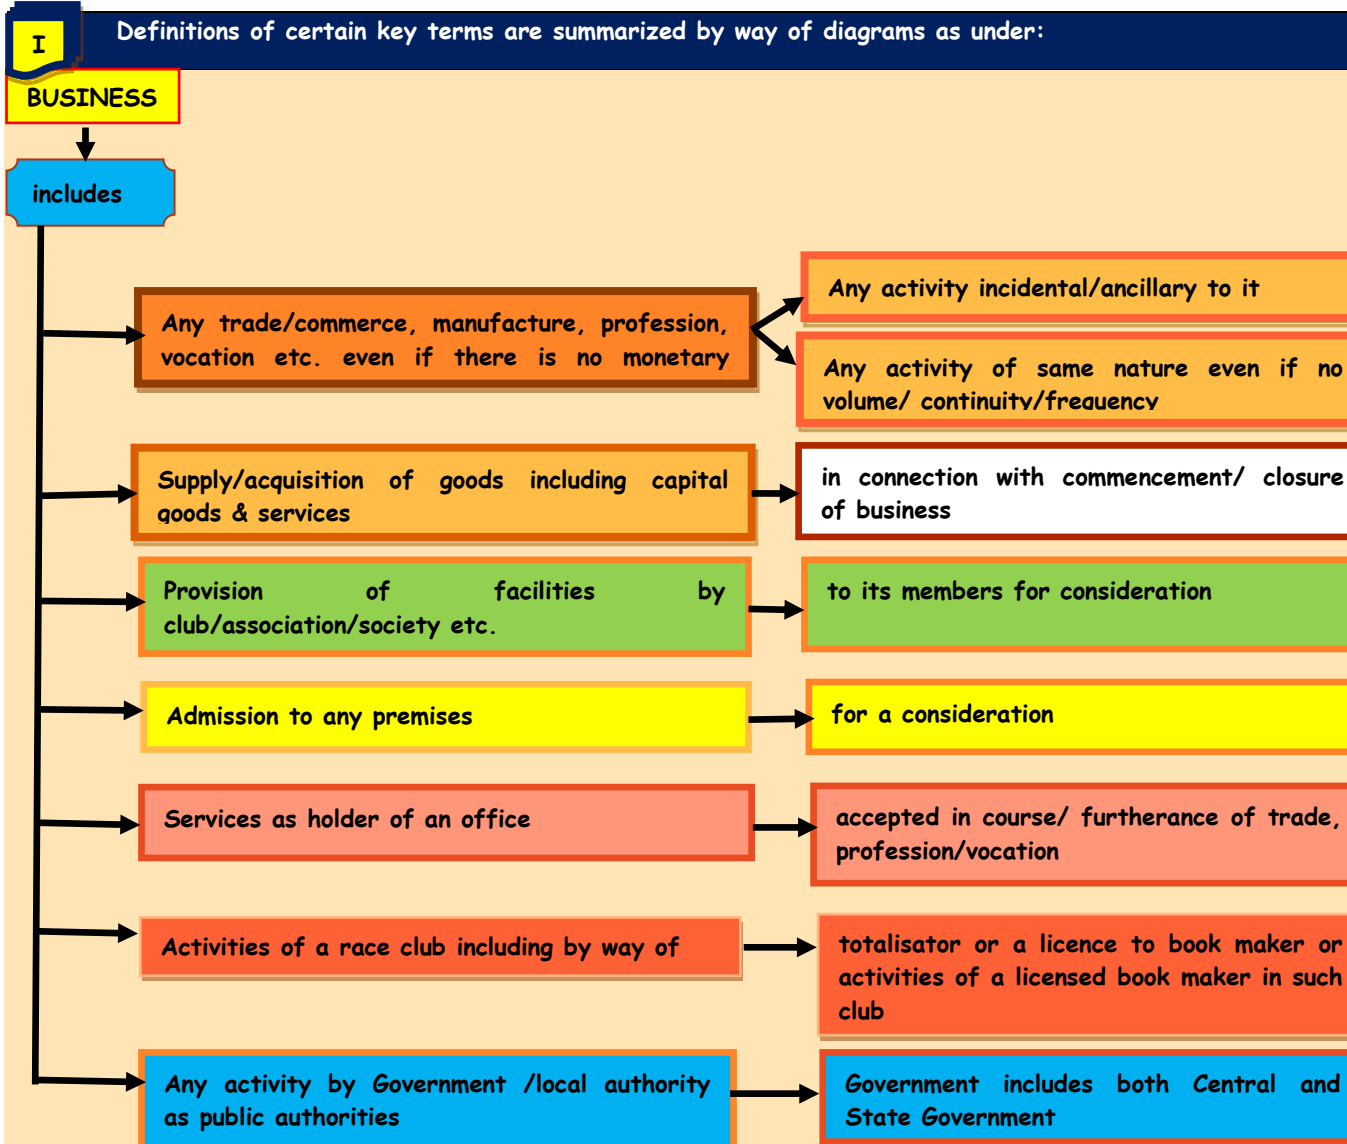 I
Definitions of certain key terms are summarized by way of diagrams as under:
BUSINESS
includes
Any trade/commerce, manufacture, profession,
vocation etc. even if there is no monetary
Any activity incidental/ancillary to it
Any activity of same nature even if no
volume/ continuity/frequency
Supply/acquisition of goods including capital
goods & services
in connection with commencement/ closure
of business
Provision of facilities by
club/association/society etc.
to its members for consideration
Admission to any premises
for a consideration
Services as holder of an office
accepted in course/ furtherance of trade,
profession/vocation
Activities of a race club including by way of
totalisator or a licence to book maker or
activities of a licensed book maker in such
club
Any activity by Government /local authority
as public authorities
Government includes both Central and
State Government